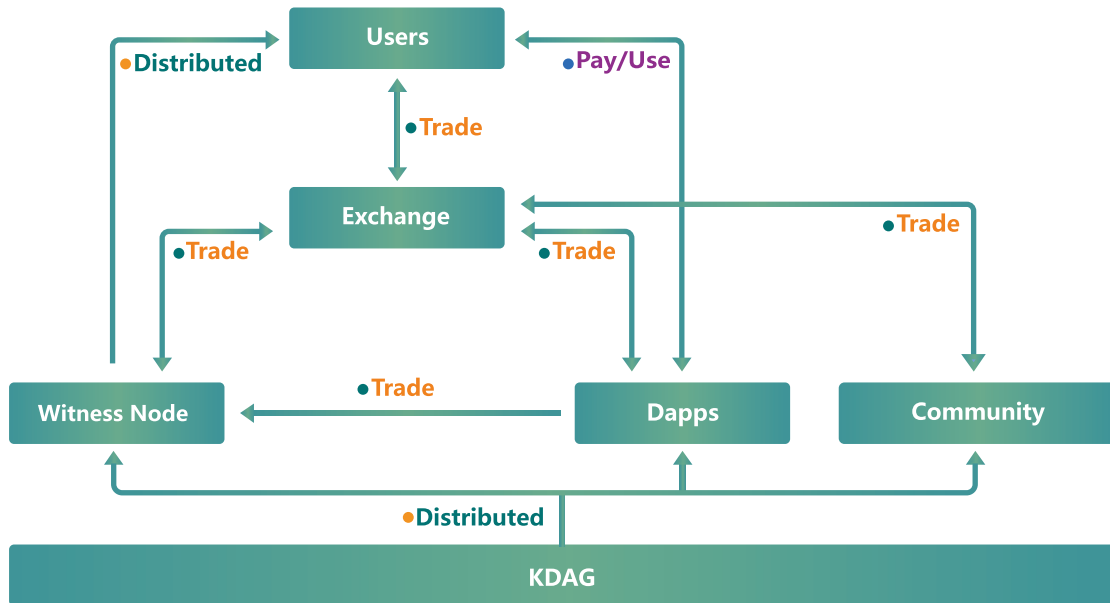 Users
Distributed
Pay/Use
Trade
Exchange
Trade
Trade
Trade
Trade
Witness Node
Dapps
Community
Distributed
KDAG